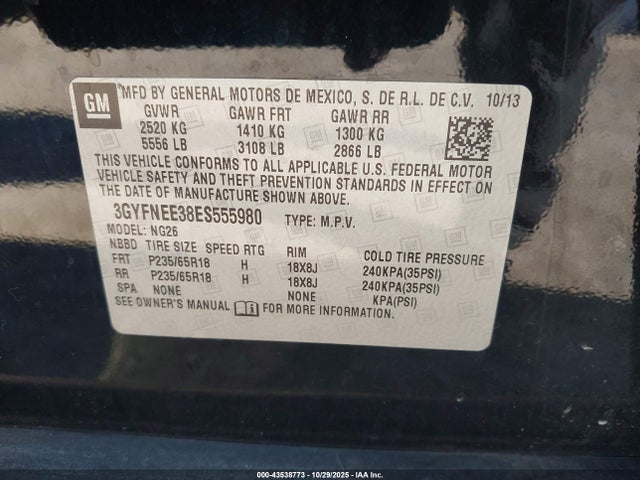 GM
MFD BY GENERAL MOTORS DE MEXICO, S. DE R.L. DE C.V. 10/13
GVWR GAWR FRT GAWR RR
2520 KG 1410 KG 1300 KG
5556 LB 3108 LB 2866 LB
THIS VEHICLE CONFORMS TO ALL APPLICABLE U.S. FEDERAL MOTOR
VEHICLE SAFETY AND THEFT PREVENTION STANDARDS IN EFFECT ON
THE DATE OF MANUFACTURE SHOWN ABOVE.
3GYFNEE38ES555980 TYPE: M.P.V.
MODEL: NG26
NBBD TIRE SIZE SPEED RTG RIM COLD TIRE PRESSURE
FRT P235/65R18 H 18X8J 240KPA(35PSI)
RR P235/65R18 H 18X8J 240KPA(35PSI)
SPA NONE NONE KPA(PSI)
SEE OWNER'S MANUAL FOR MORE INFORMATION.
000-43538773 - 10/29/2025 - IAA Inc.